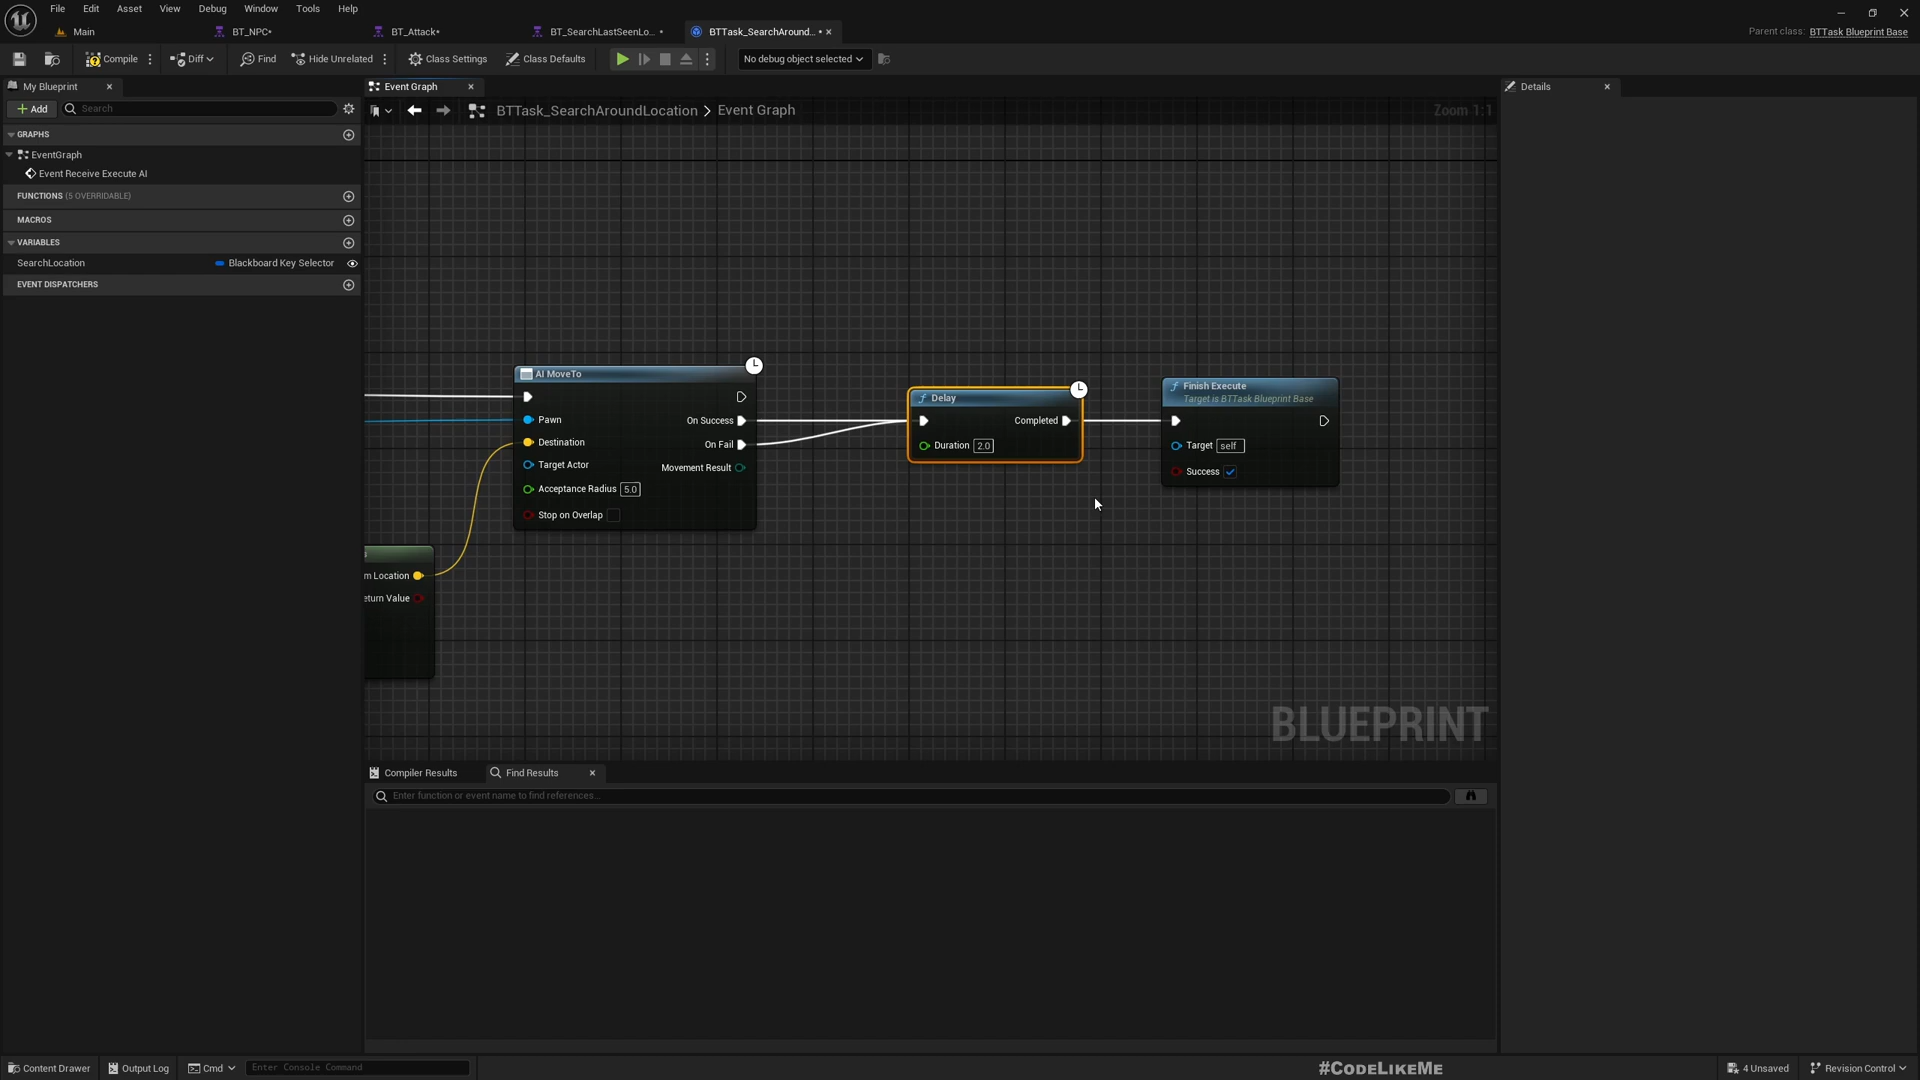 File Edit Asset View Debug Window Tools Help
Main
BT_NPC*
BT_Attack*
BT_SearchLastSeenLo... *
BTTask_SearchAround... *
Parent class: BTTask Blueprint Base
Compile
Diff
Find
Hide Unrelated
Class Settings
Class Defaults
No debug object selected
My Blueprint
Event Graph
Details
Add
Search
BTTask_SearchAroundLocation > Event Graph
Zoom 1:1
GRAPHS
EventGraph
Event Receive Execute AI
FUNCTIONS (5 OVERRIDABLE)
MACROS
VARIABLES
SearchLocation
Blackboard Key Selector
EVENT DISPATCHERS
AI MoveTo
Pawn
On Success
Destination
On Fail
Target Actor
Movement Result
Acceptance Radius 5.0
Stop on Overlap
Delay
Completed
Duration 2.0
Finish Execute
Target is BTTask Blueprint Base
Target self
Success
m Location
eturn Value
BLUEPRINT
Compiler Results
Find Results
Enter function or event name to find references...
Content Drawer
Output Log
Cmd
Enter Console Command
#CODELIKEME
4 Unsaved
Revision Control